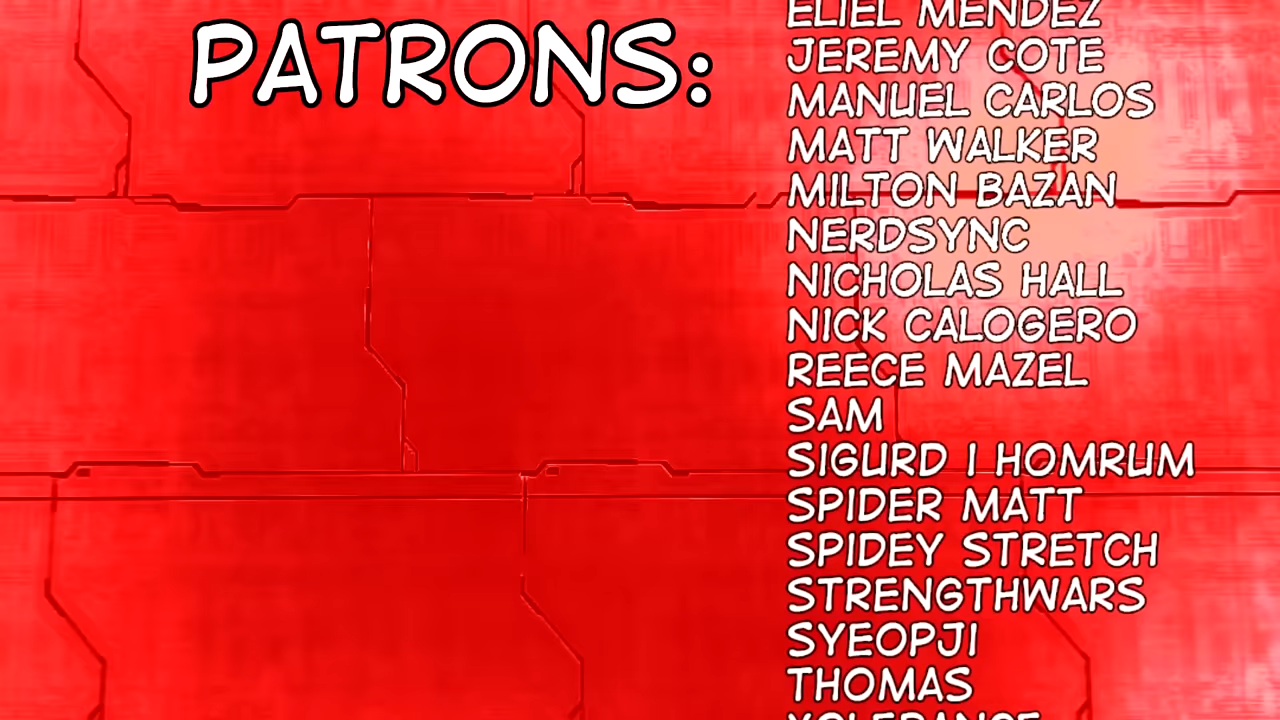 PATRONS:
ELIEL MENDEZ
JEREMY COTE
MANUEL CARLOS
MATT WALKER
MILTON BAZAN
NERDSYNC
NICHOLAS HALL
NICK CALOGERO
REECE MAZEL
SAM
SIGURD I HOMRUM
SPIDER MATT
SPIDEY STRETCH
STRENGTHWARS
SYEOPJI
THOMAS